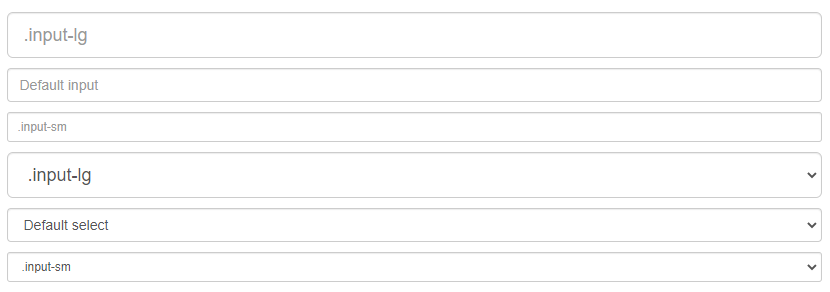 .input-lg
Default input
.input-sm
.input-lg
Default select
.input-sm